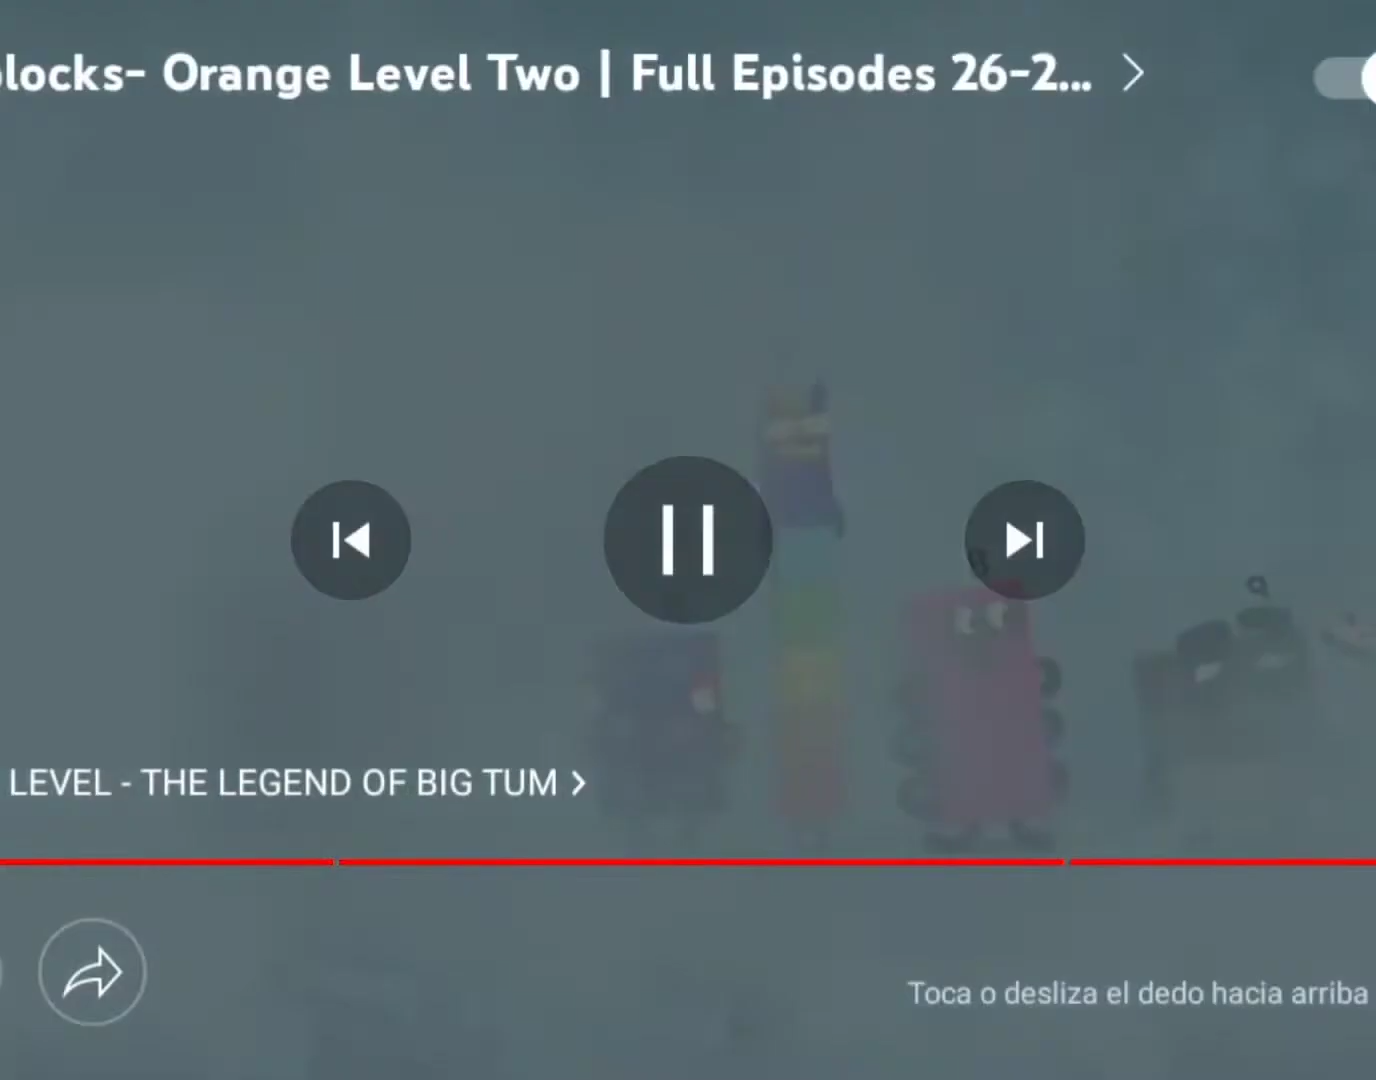 locks- Orange Level Two | Full Episodes 26-2...
LEVEL - THE LEGEND OF BIG TUM
Toca o desliza el dedo hacia arriba